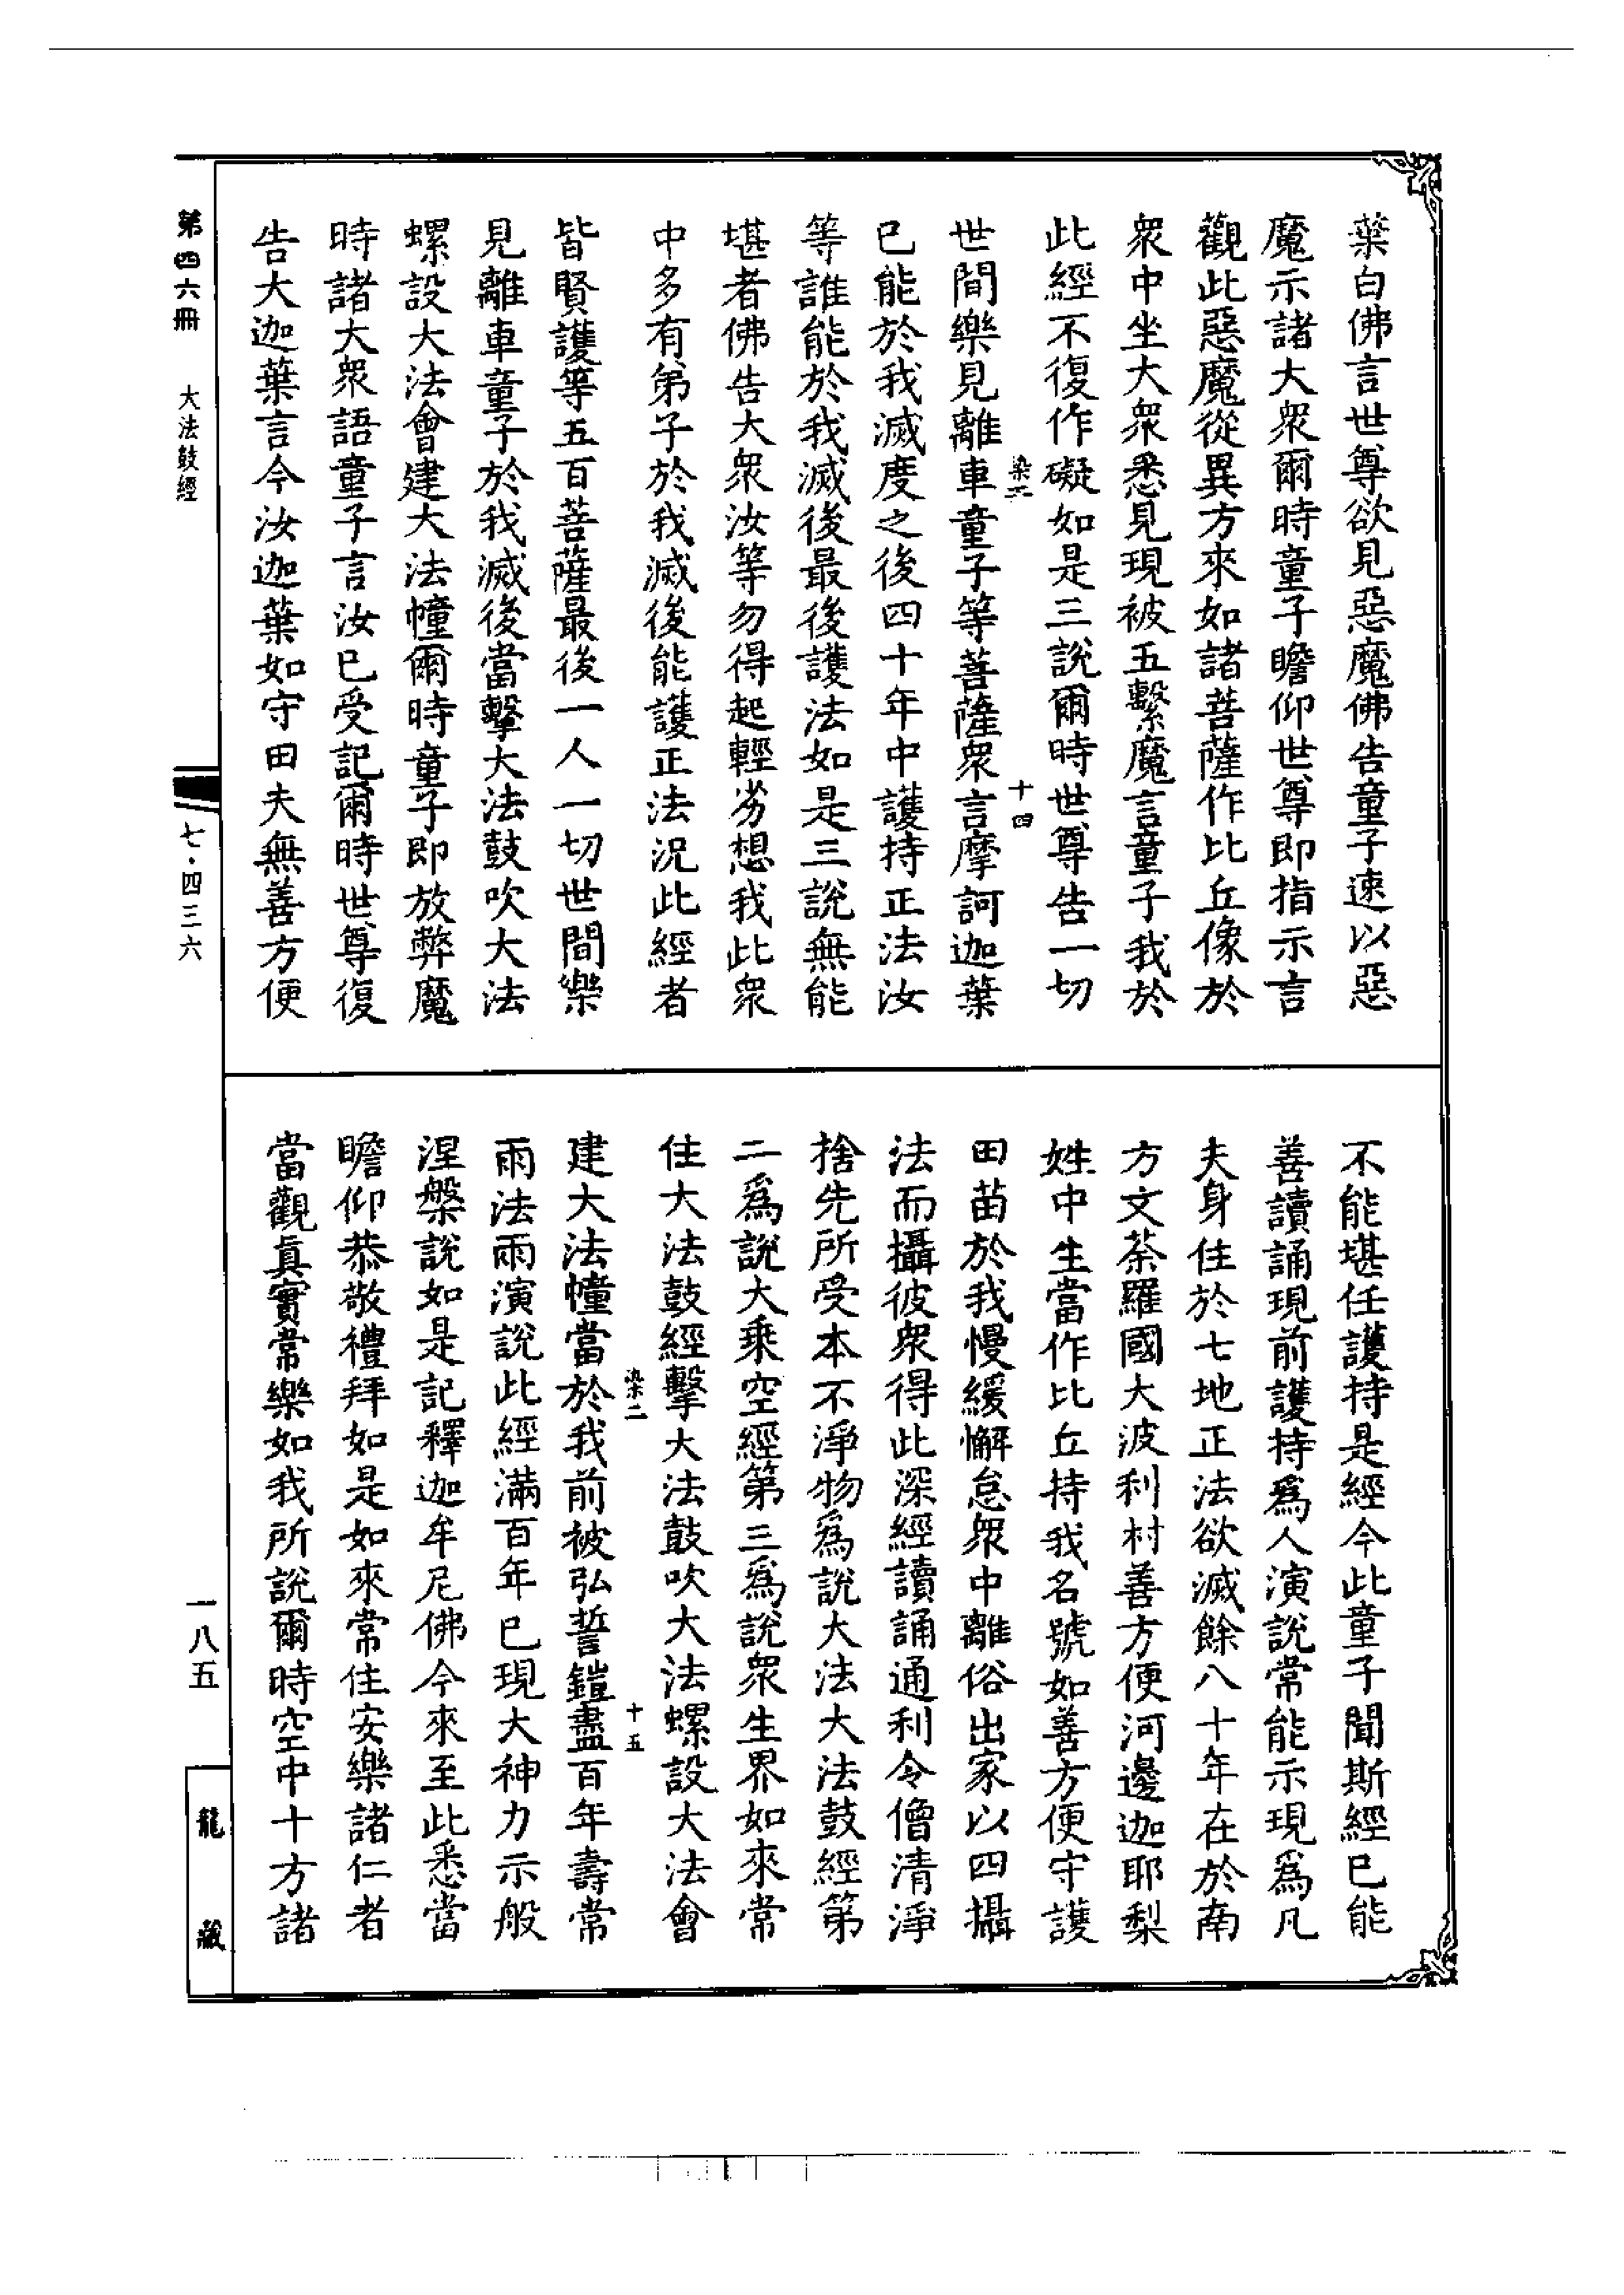 葉白佛言世尊欲見惡魔佛告童子速以惡
魔示諸大眾爾時童子瞻仰世尊即指示言
觀此惡魔從異方來如諸菩薩作比丘像於
眾中坐大眾悉見現被五繫魔言童子我於
此經不復作礙如是三說爾時世尊告一切
染二 十四
世間樂見離車童子等菩薩眾言摩訶迦葉
已能於我滅度之後四十年中護持正法汝
等誰能於我滅後最後護法如是三說無能
堪者佛告大眾汝等勿得起輕劣想我此眾
中多有弟子於我滅後能護正法況此經者
皆賢護等五百菩薩最後一人一切世間樂
見離車童子於我滅後當擊大法鼓吹大法
螺設大法會建大法幢爾時童子即放弊魔
時諸大眾語童子言汝已受記爾時世尊復
告大迦葉言今汝迦葉如守田夫無善方便
不能堪任護持是經今此童子聞斯經已能
善讀誦現前護持為人演說常能示現為凡
夫身住於七地正法欲滅餘八十年在於南
方文荼羅國大波利村善方便河邊迦耶梨
姓中生當作比丘持我名號如善方便守護
田苗於我慢緩懈怠眾中離俗出家以四攝
法而攝彼眾得此深經讀誦通利令僧清淨
捨先所受本不淨物為說大法大法鼓經第
二為說大乘空經第三為說眾生界如來常
住大法鼓經擊大法鼓吹大法螺設大法會
染二 十五
建大法幢當於我前被弘誓鎧盡百年壽常
雨法雨演說此經滿百年已現大神力示般
涅槃說如是記釋迦牟尼佛今來至此悉當
瞻仰恭敬禮拜如是如來常住安樂諸仁者
當觀真實常樂如我所說爾時空中十方諸
第四六冊 大法鼓經 七·四三六 一八五 龍藏